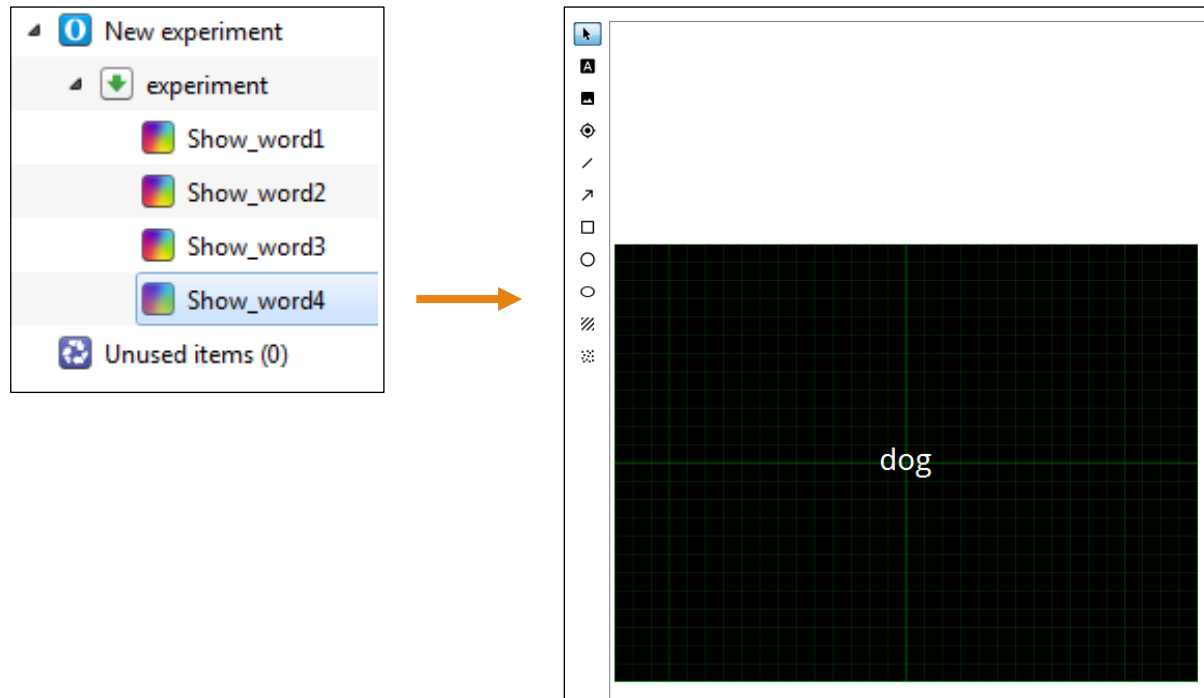 New experiment
experiment
Show_word1
Show_word2
Show_word3
Show_word4
Unused items (0)
A
dog